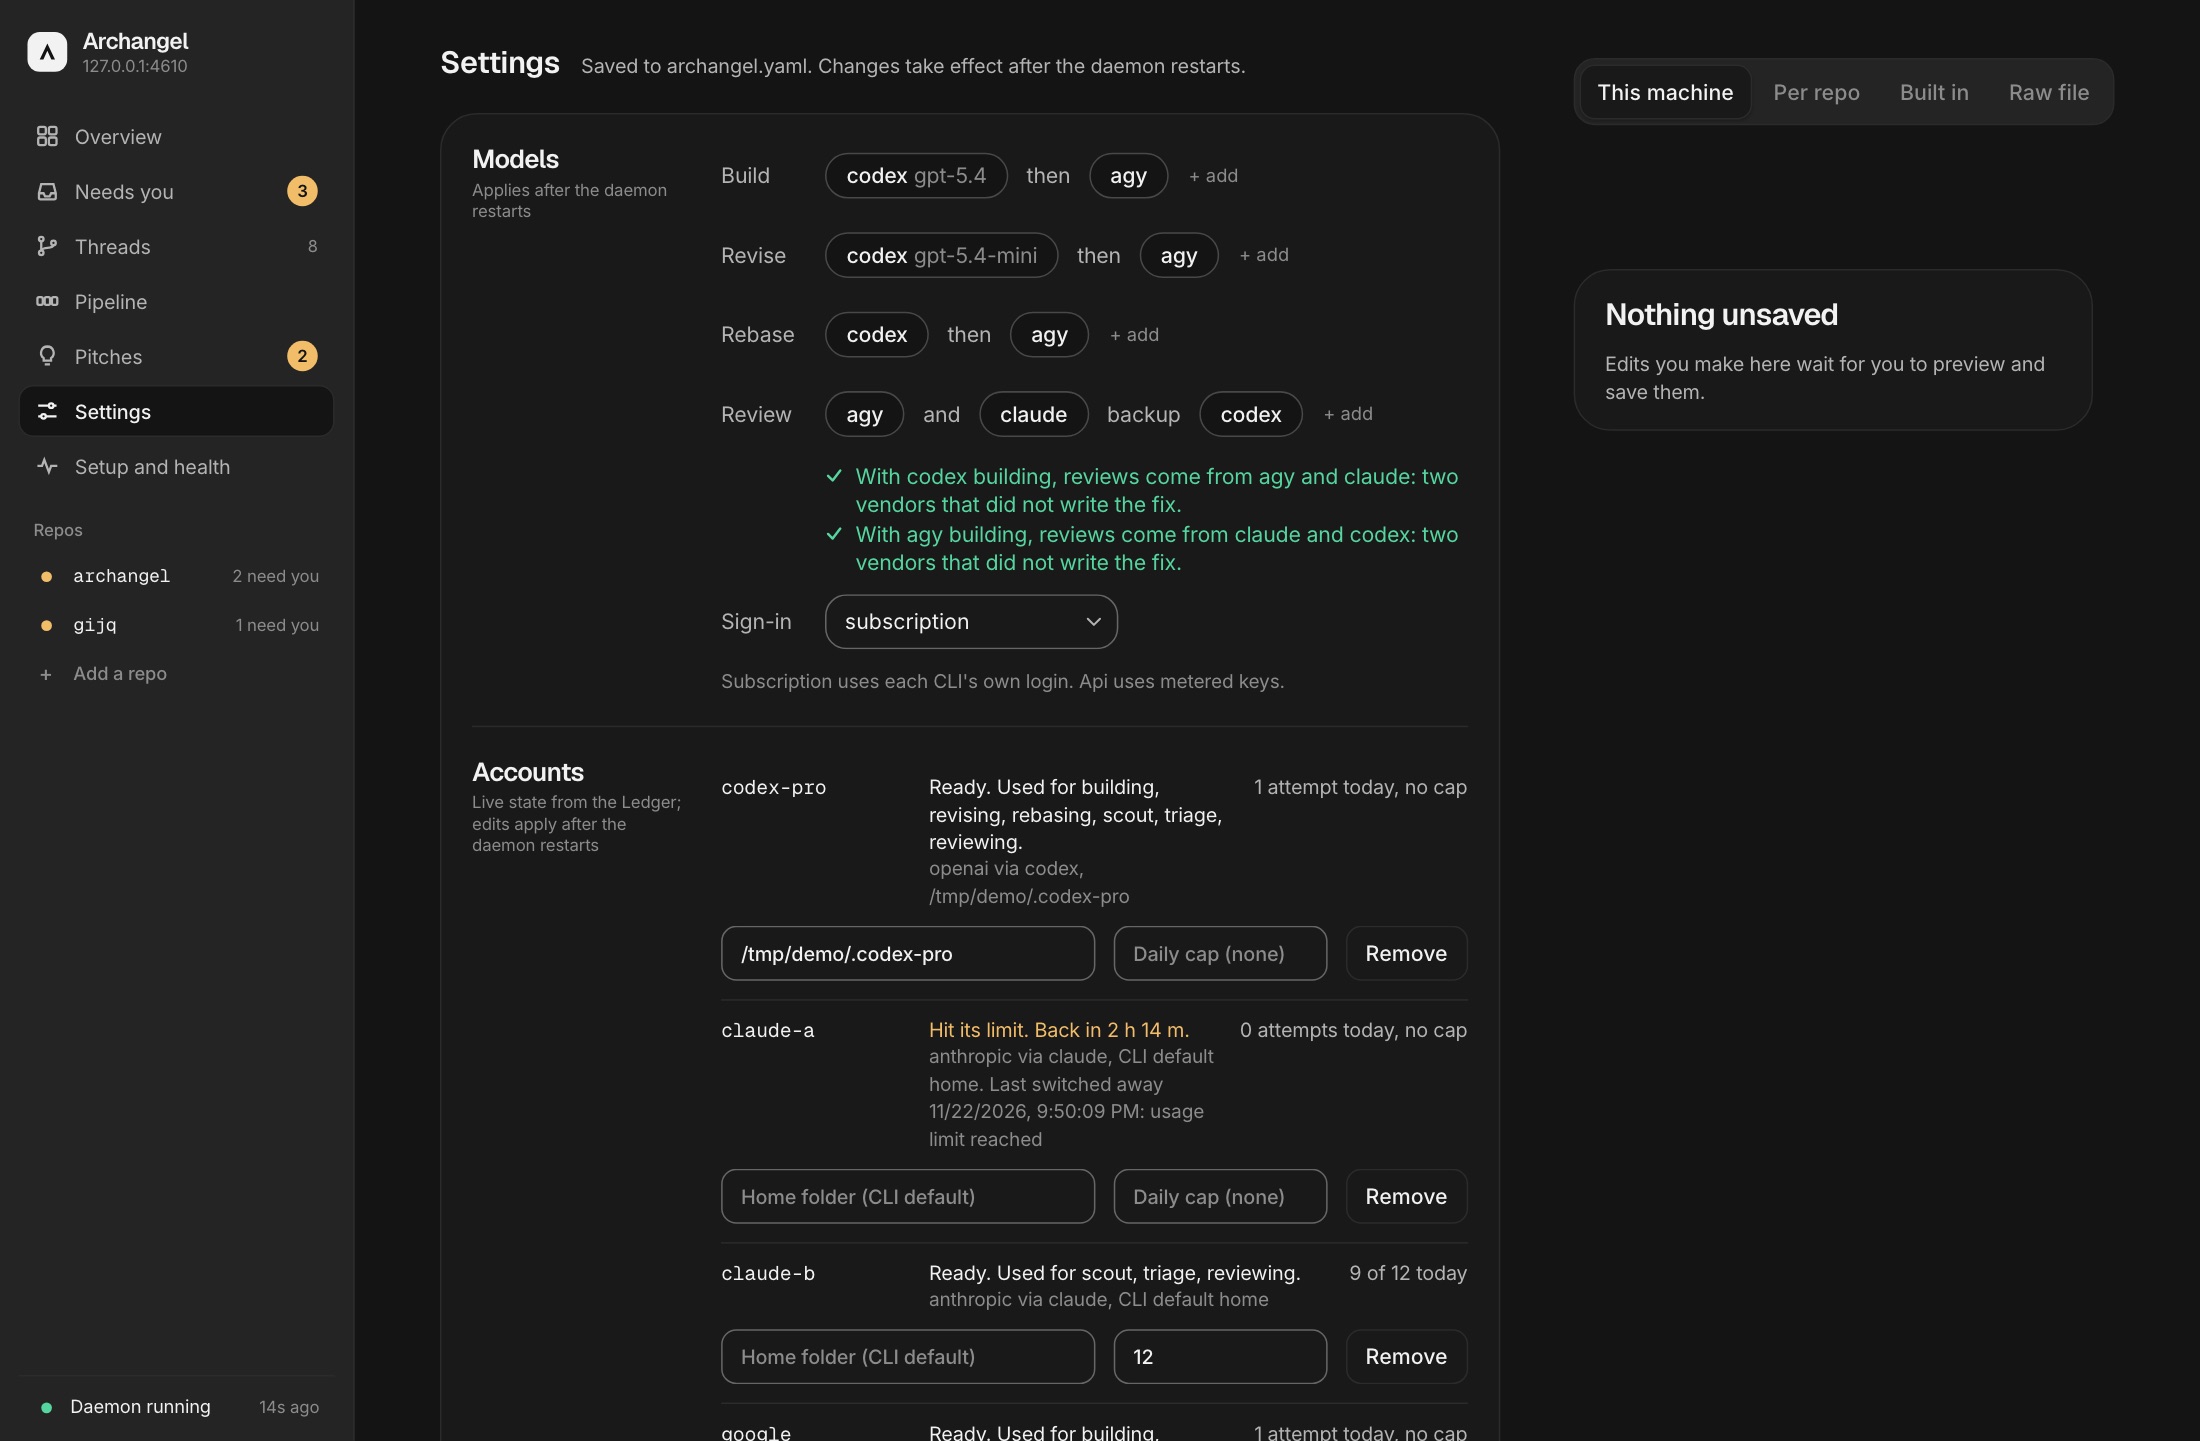 Archangel
127.0.0.1:4610
Overview
Needs you 3
Threads 8
Pipeline
Pitches 2
Settings
Setup and health
Repos
archangel 2 need you
gijq 1 need you
+ Add a repo
Daemon running 14s ago
Settings Saved to archangel.yaml. Changes take effect after the daemon restarts.
This machine Per repo Built in Raw file
Models
Applies after the daemon
restarts
Build codex gpt-5.4 then agy + add
Revise codex gpt-5.4-mini then agy + add
Rebase codex then agy + add
Review agy and claude backup codex + add
With codex building, reviews come from agy and claude: two
vendors that did not write the fix.
With agy building, reviews come from claude and codex: two
vendors that did not write the fix.
Sign-in subscription
Subscription uses each CLI's own login. Api uses metered keys.
Accounts
Live state from the Ledger;
edits apply after the
daemon restarts
codex-pro Ready. Used for building, 1 attempt today, no cap
revising, rebasing, scout, triage,
reviewing.
openai via codex,
/tmp/demo/.codex-pro
/tmp/demo/.codex-pro Daily cap (none) Remove
claude-a Hit its limit. Back in 2 h 14 m. 0 attempts today, no cap
anthropic via claude, CLI default
home. Last switched away
11/22/2026, 9:50:09 PM: usage
limit reached
Home folder (CLI default) Daily cap (none) Remove
claude-b Ready. Used for scout, triage, reviewing. 9 of 12 today
anthropic via claude, CLI default home
Home folder (CLI default) 12 Remove
google Ready. Used for building, 1 attempt today, no cap
Nothing unsaved
Edits you make here wait for you to preview and
save them.